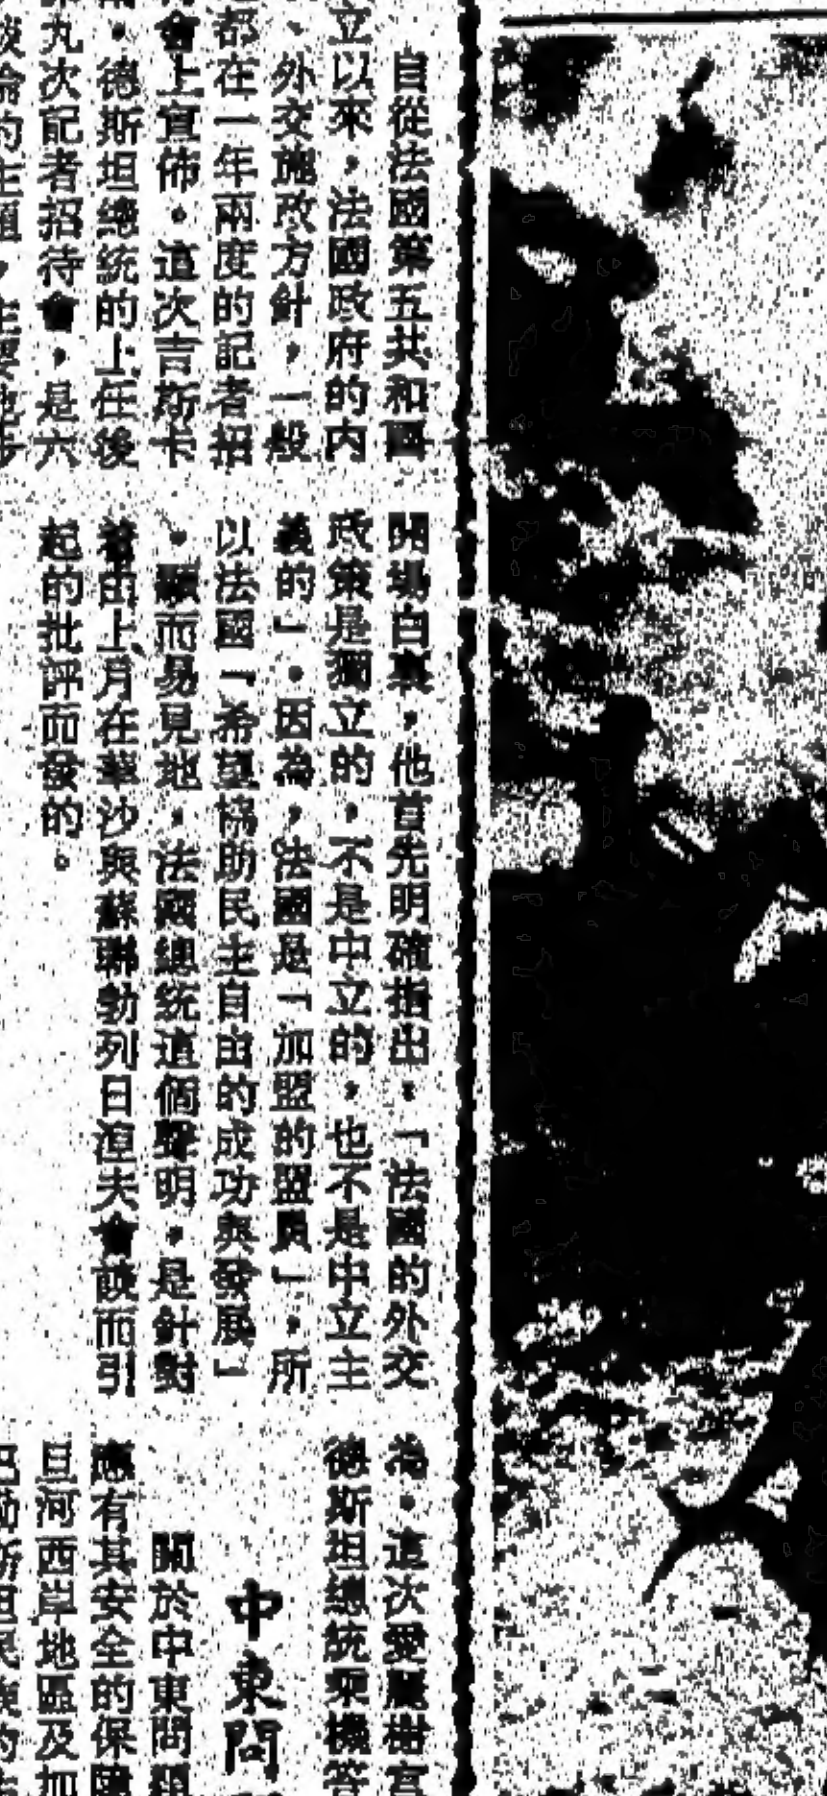 自從法國第五共和國
立以來，法國政府的內
、外交施政方針，一般
都在一年兩度的記者招
會上宣佈。這次吉斯卡
。德斯坦總統的上任後
九次記者招待會，是六
開場白裏，他首先明確指出，「法國的外交
政策是獨立的，不是中立的，也不是中立主
義的」。因為，法國是「加盟的盟員」，所
以法國「希望協助民主自由的成功與發展」
。顯而易見地，法國總統這個聲明，是針對
着由上月在華沙與蘇聯勃列日湼夫會談而引
起的批評而發的。
為。這次愛麗榭宮
德斯坦總統乘機答
中東問
關於中東問題
應有其安全的保障
旦河西岸地區及加